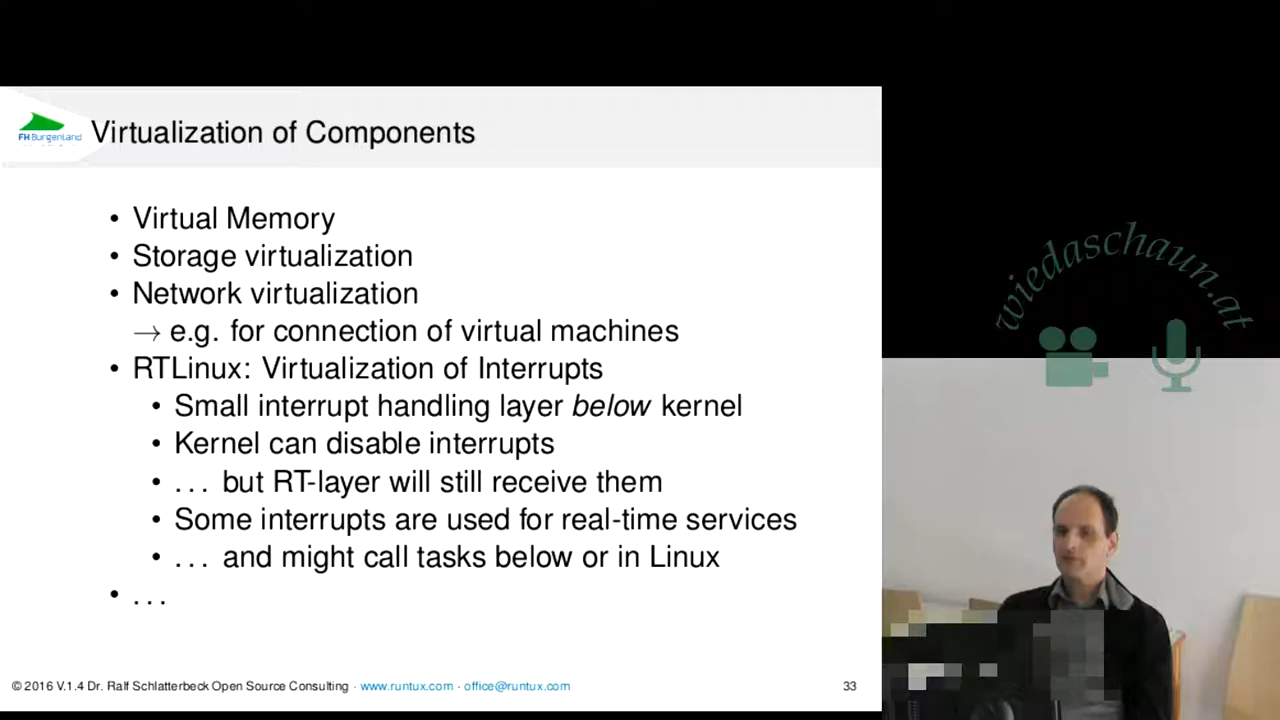 FH Burgenland
Virtualization of Components
• Virtual Memory
• Storage virtualization
• Network virtualization
→ e.g. for connection of virtual machines
• RTLinux: Virtualization of Interrupts
• Small interrupt handling layer below kernel
• Kernel can disable interrupts
• . . . but RT-layer will still receive them
• Some interrupts are used for real-time services
• . . . and might call tasks below or in Linux
• . . .
© 2016 V.1.4 Dr. Ralf Schlatterbeck Open Source Consulting · www.runtux.com · office@runtux.com
33
wiedaschaun.at